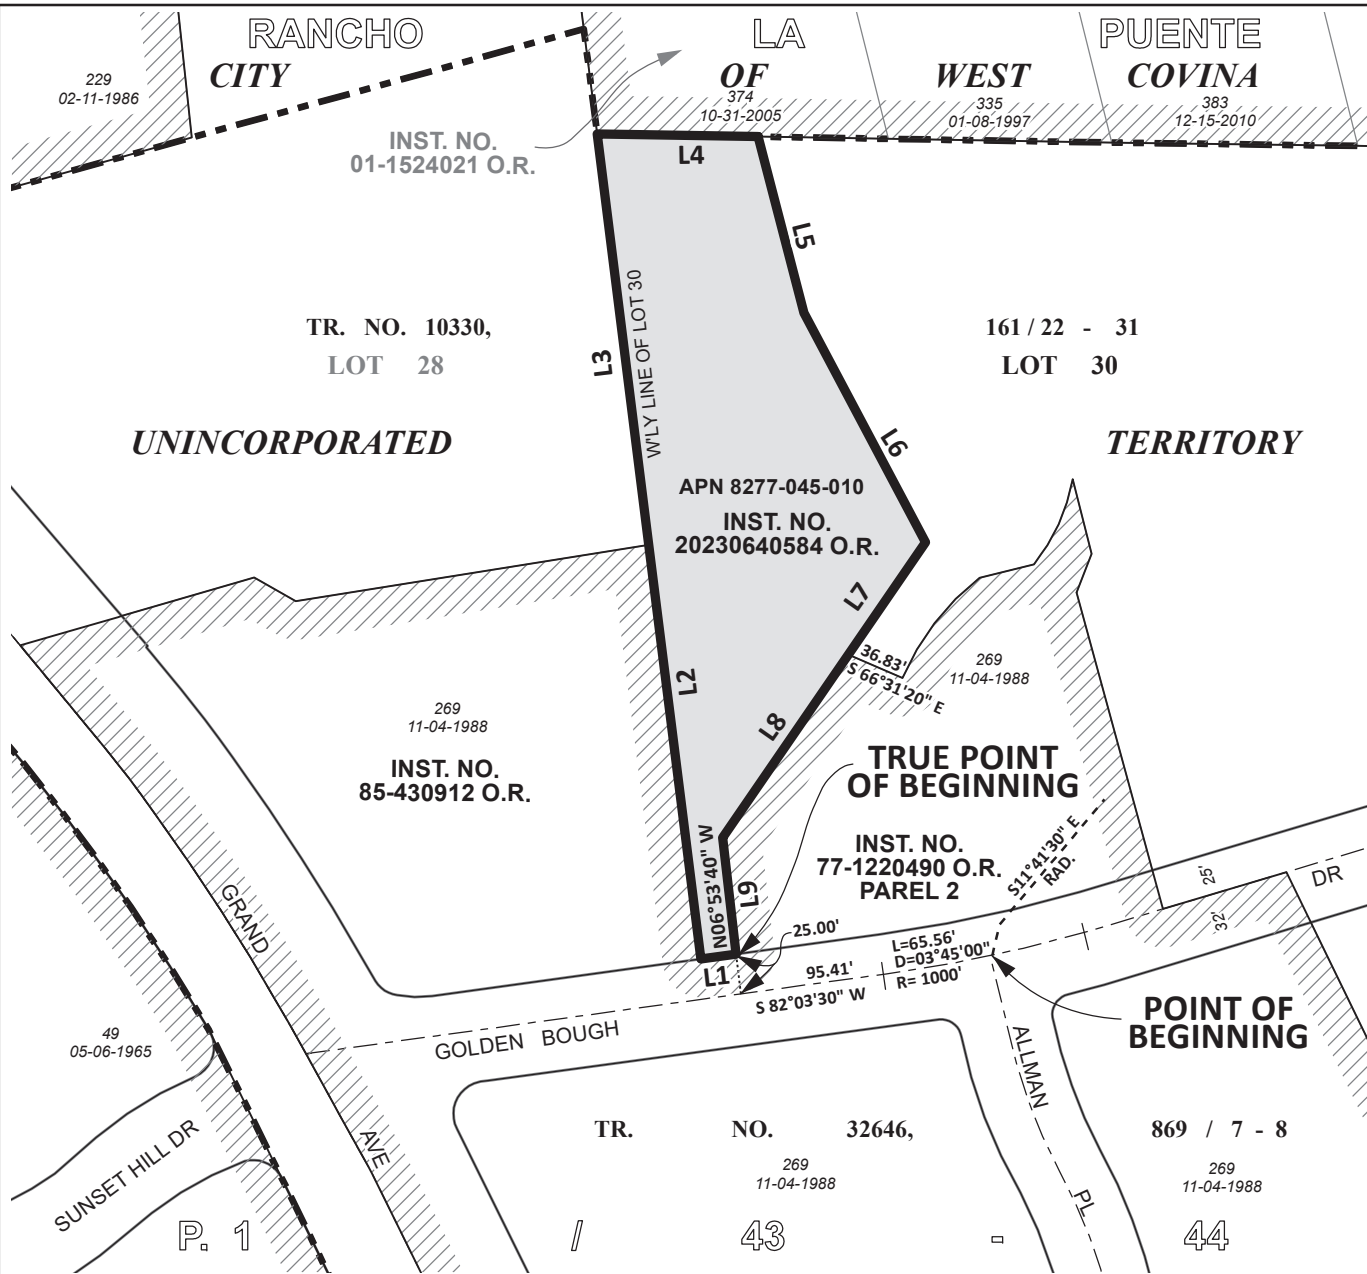 RANCHO LA PUENTE
CITY OF WEST COVINA
229
02-11-1986
374
10-31-2005
335
01-08-1997
383
12-15-2010
INST. NO.
01-1524021 O.R.
L4
L5
TR. NO. 10330,
LOT 28
161 / 22 - 31
LOT 30
L3
W'LY LINE OF LOT 30
UNINCORPORATED TERRITORY
L6
APN 8277-045-010
INST. NO.
20230640584 O.R.
L7
36.83'
S 66°31'20" E
269
11-04-1988
L2
L8
269
11-04-1988
INST. NO.
85-430912 O.R.
TRUE POINT
OF BEGINNING
INST. NO.
77-1220490 O.R.
PAREL 2
S11°41'30" E
RAD.
N06°53'40" W
L9
25'
32'
DR
25.00'
L=65.56'
D=03°45'00"
R= 1000'
95.41'
S 82°03'30" W
L1
GRAND
AVE
GOLDEN BOUGH
POINT OF
BEGINNING
49
05-06-1965
SUNSET HILL DR
ALLMAN
PL
TR. NO. 32646,
869 / 7 - 8
269
11-04-1988
269
11-04-1988
P. 1 / 43 - 44